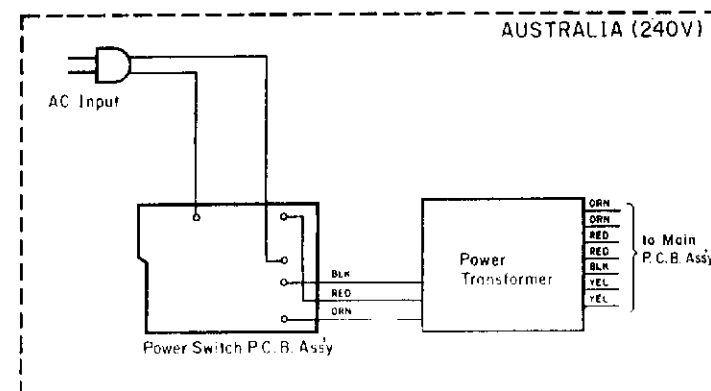 AUSTRALIA (240V)
AC Input
BLK
RED
ORN
Power
Transformer
ORN
ORN
RED
RED
BLK
YEL
YEL
to Main
P.C.B. Ass'y
Power Switch P.C.B. Ass'y